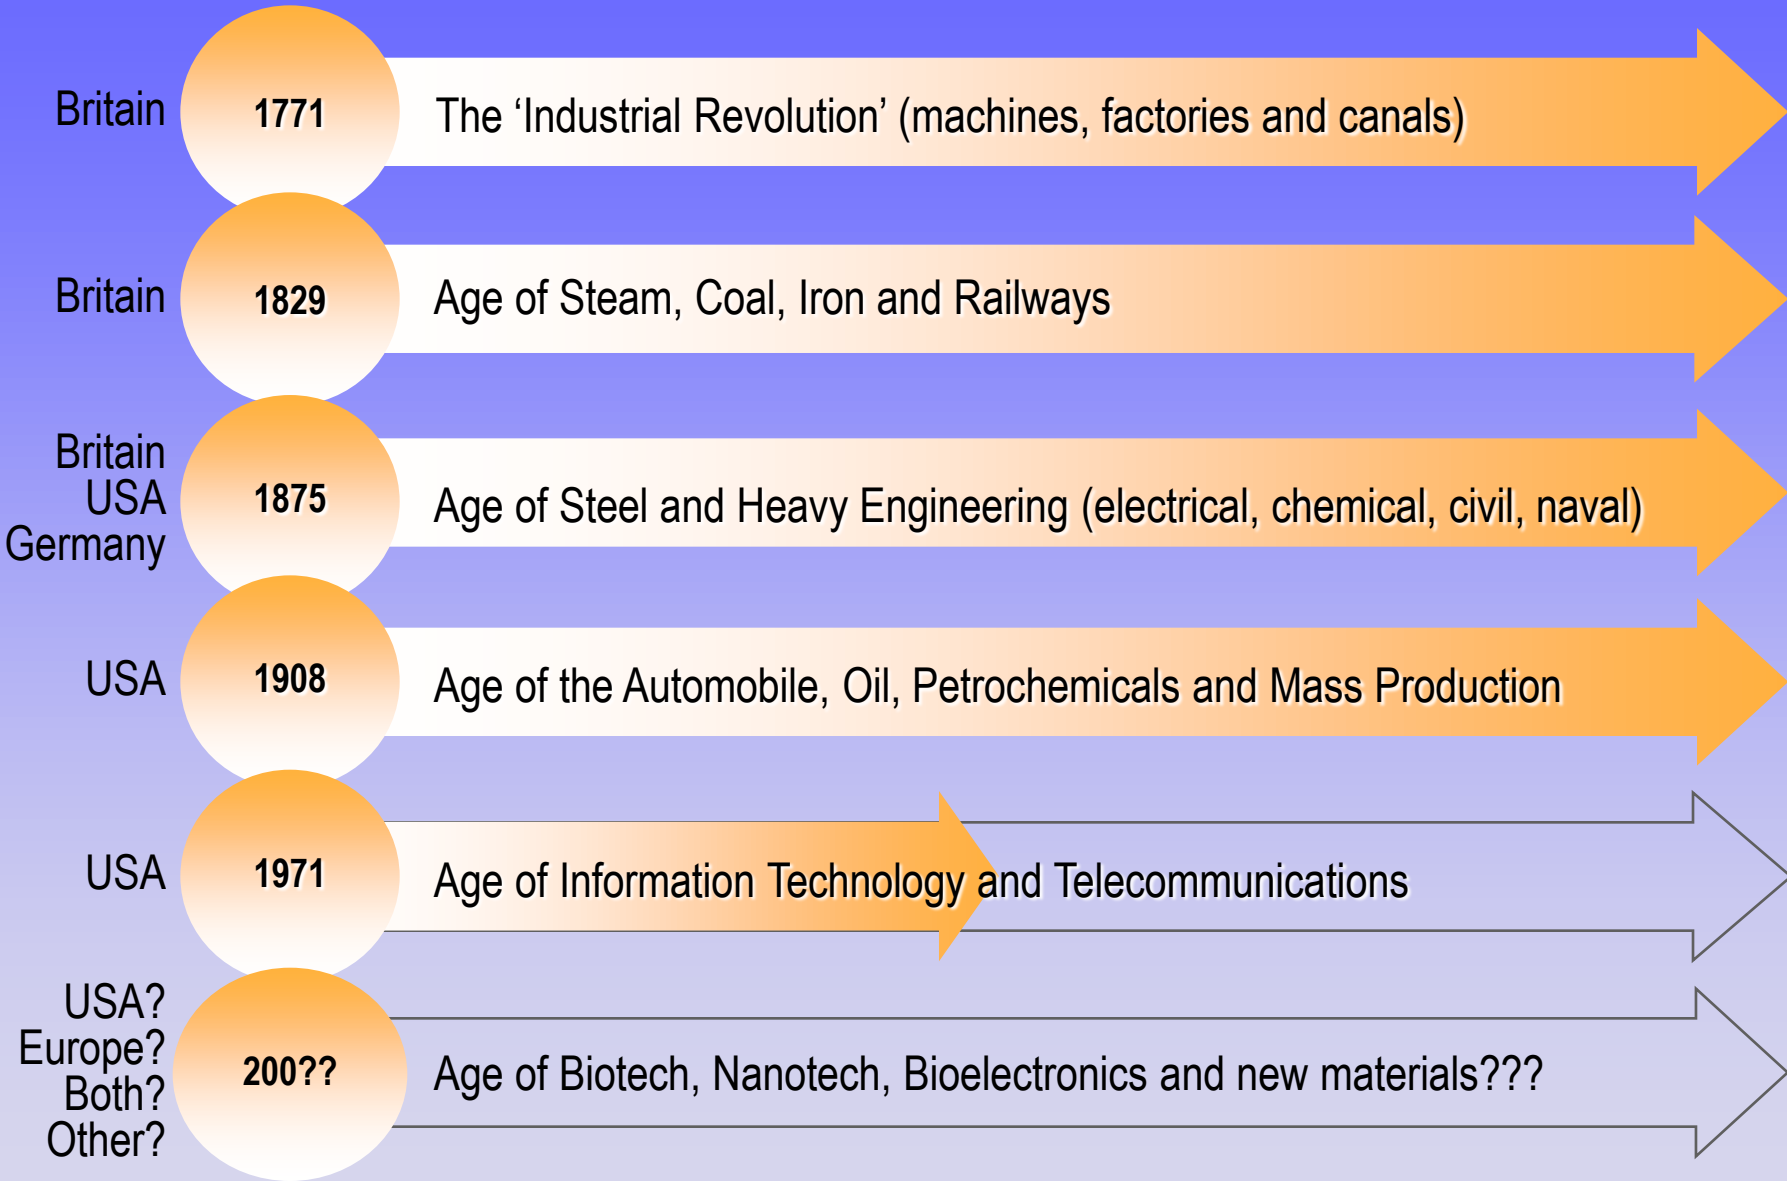 Britain
1771
The ‘Industrial Revolution’ (machines, factories and canals)
Britain
1829
Age of Steam, Coal, Iron and Railways
Britain
USA
Germany
1875
Age of Steel and Heavy Engineering (electrical, chemical, civil, naval)
USA
1908
Age of the Automobile, Oil, Petrochemicals and Mass Production
USA
1971
Age of Information Technology and Telecommunications
USA?
Europe?
Both?
Other?
200??
Age of Biotech, Nanotech, Bioelectronics and new materials???